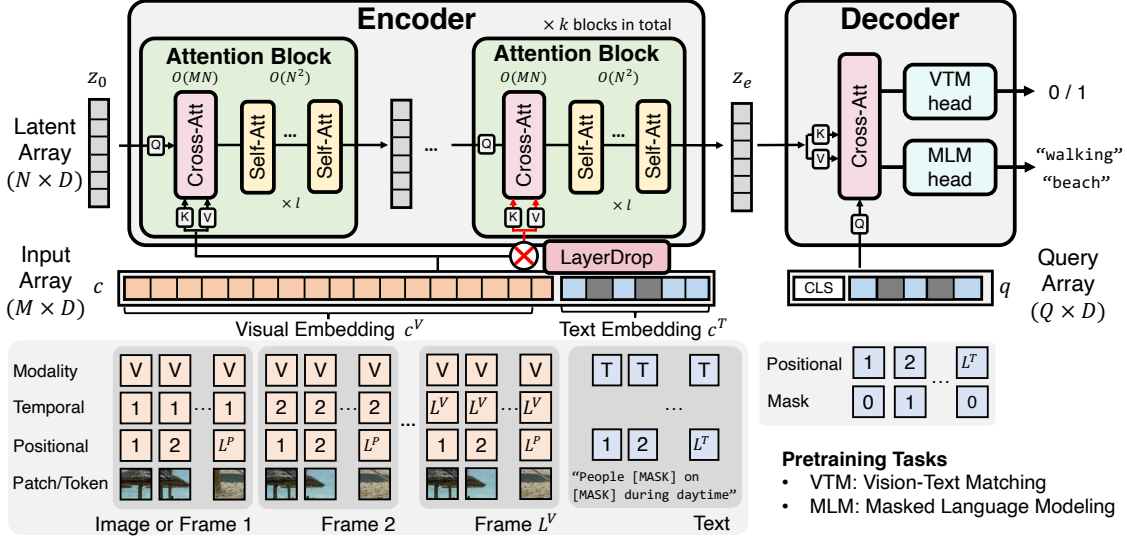 Encoder
× k blocks in total
Decoder
Attention Block
O(MN)
O(N²)
Attention Block
O(MN)
O(N²)
z₀
zₑ
Latent
Array
(N × D)
Q
Cross-Att
Self-Att
...
Self-Att
× l
K
V
...
Q
Cross-Att
Self-Att
...
Self-Att
× l
K
V
K
V
Cross-Att
Q
VTM
head
0 / 1
MLM
head
“walking”
“beach”
LayerDrop
Input
Array
(M × D)
c
CLS
q
Query
Array
(Q × D)
Visual Embedding cⱽ
Text Embedding cᵀ
Modality
V V V
V V V
V V V
T T T
Temporal
1 1 ... 1
2 2 ... 2
...
Lⱽ Lⱽ ... Lⱽ
...
Positional
1 2 Lᴾ
1 2 Lᴾ
1 2 Lᴾ
1 2 Lᵀ
Patch/Token
“People [MASK] on
[MASK] during daytime”
Image or Frame 1
Frame 2
Frame Lⱽ
Text
Positional
1 2 ... Lᵀ
Mask
0 1 0
Pretraining Tasks
• VTM: Vision-Text Matching
• MLM: Masked Language Modeling